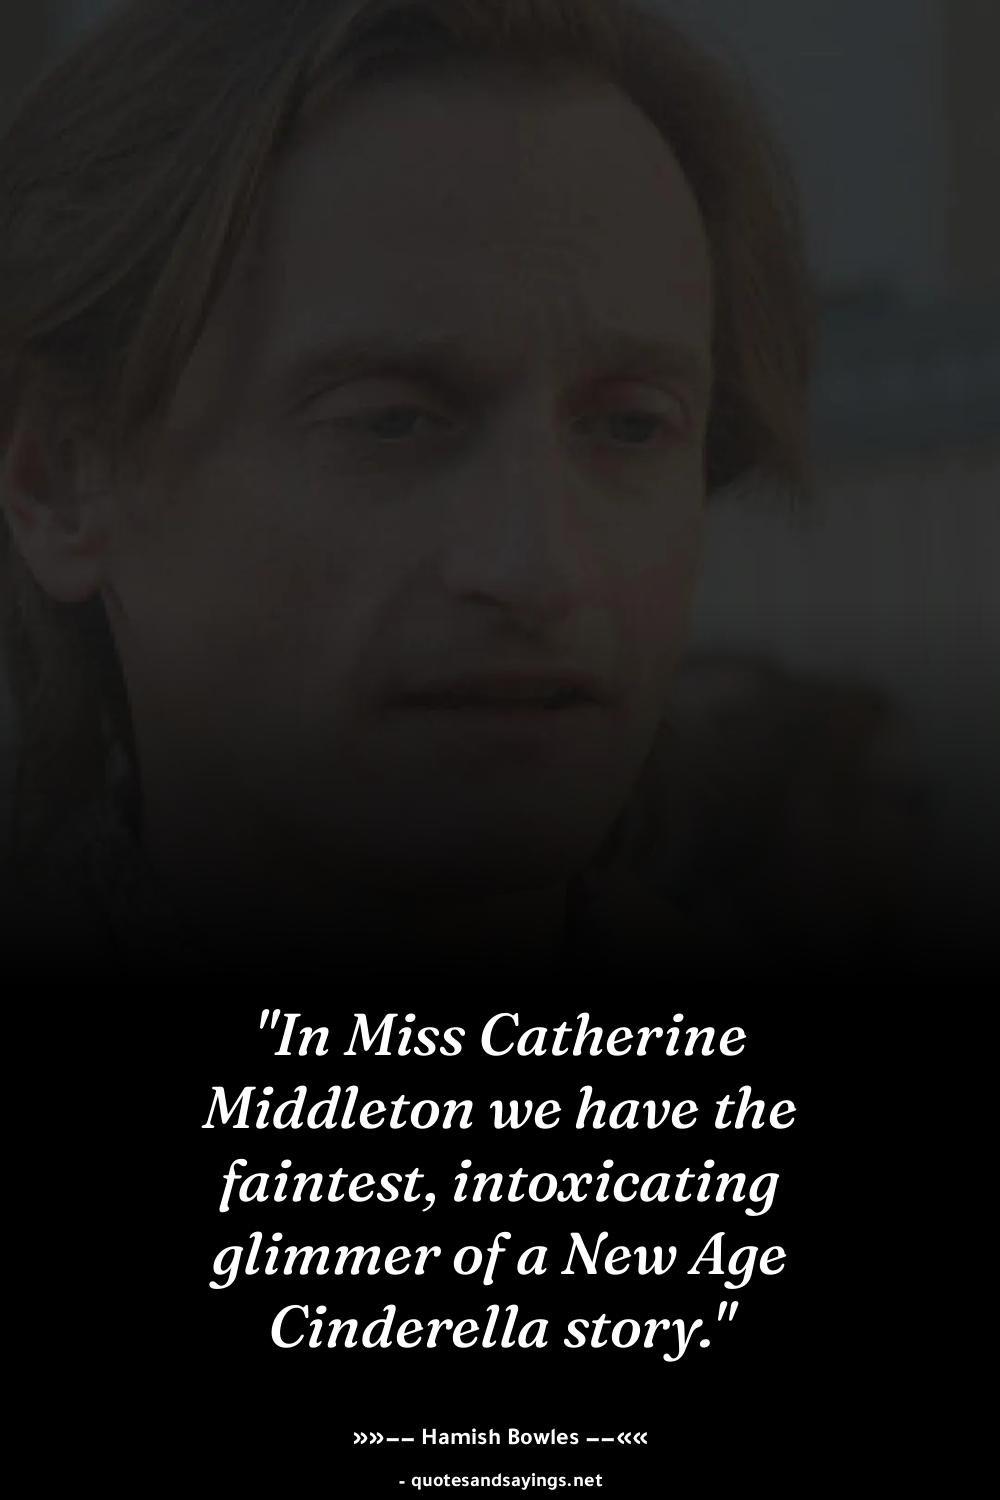 "In Miss Catherine
Middleton we have the
faintest, intoxicating
glimmer of a New Age
Cinderella story."
»»–– Hamish Bowles ––««
- quotesandsayings.net